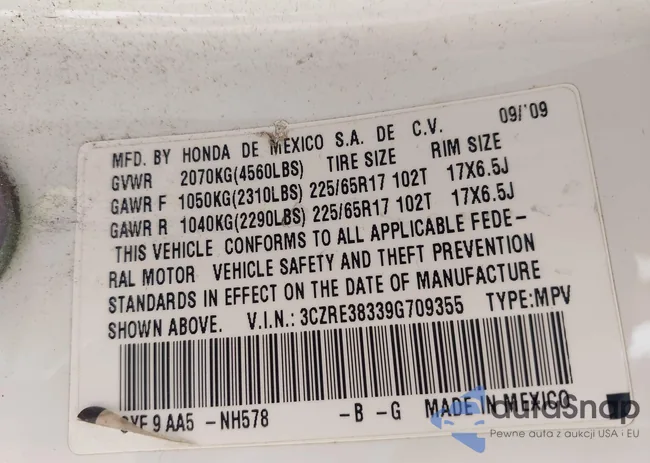 09/'09
MFD. BY HONDA DE MEXICO S.A. DE C.V.
GVWR 2070KG(4560LBS) TIRE SIZE RIM SIZE
GAWR F 1050KG(2310LBS) 225/65R17 102T 17X6.5J
GAWR R 1040KG(2290LBS) 225/65R17 102T 17X6.5J
THIS VEHICLE CONFORMS TO ALL APPLICABLE FEDE-
RAL MOTOR VEHICLE SAFETY AND THEFT PREVENTION
STANDARDS IN EFFECT ON THE DATE OF MANUFACTURE
SHOWN ABOVE. V.I.N.: 3CZRE38339G709355 TYPE:MPV
9 AA5 -NH578 -B -G MADE IN MEXICO
autaSnap
Pewne auta z aukcji USA i EU